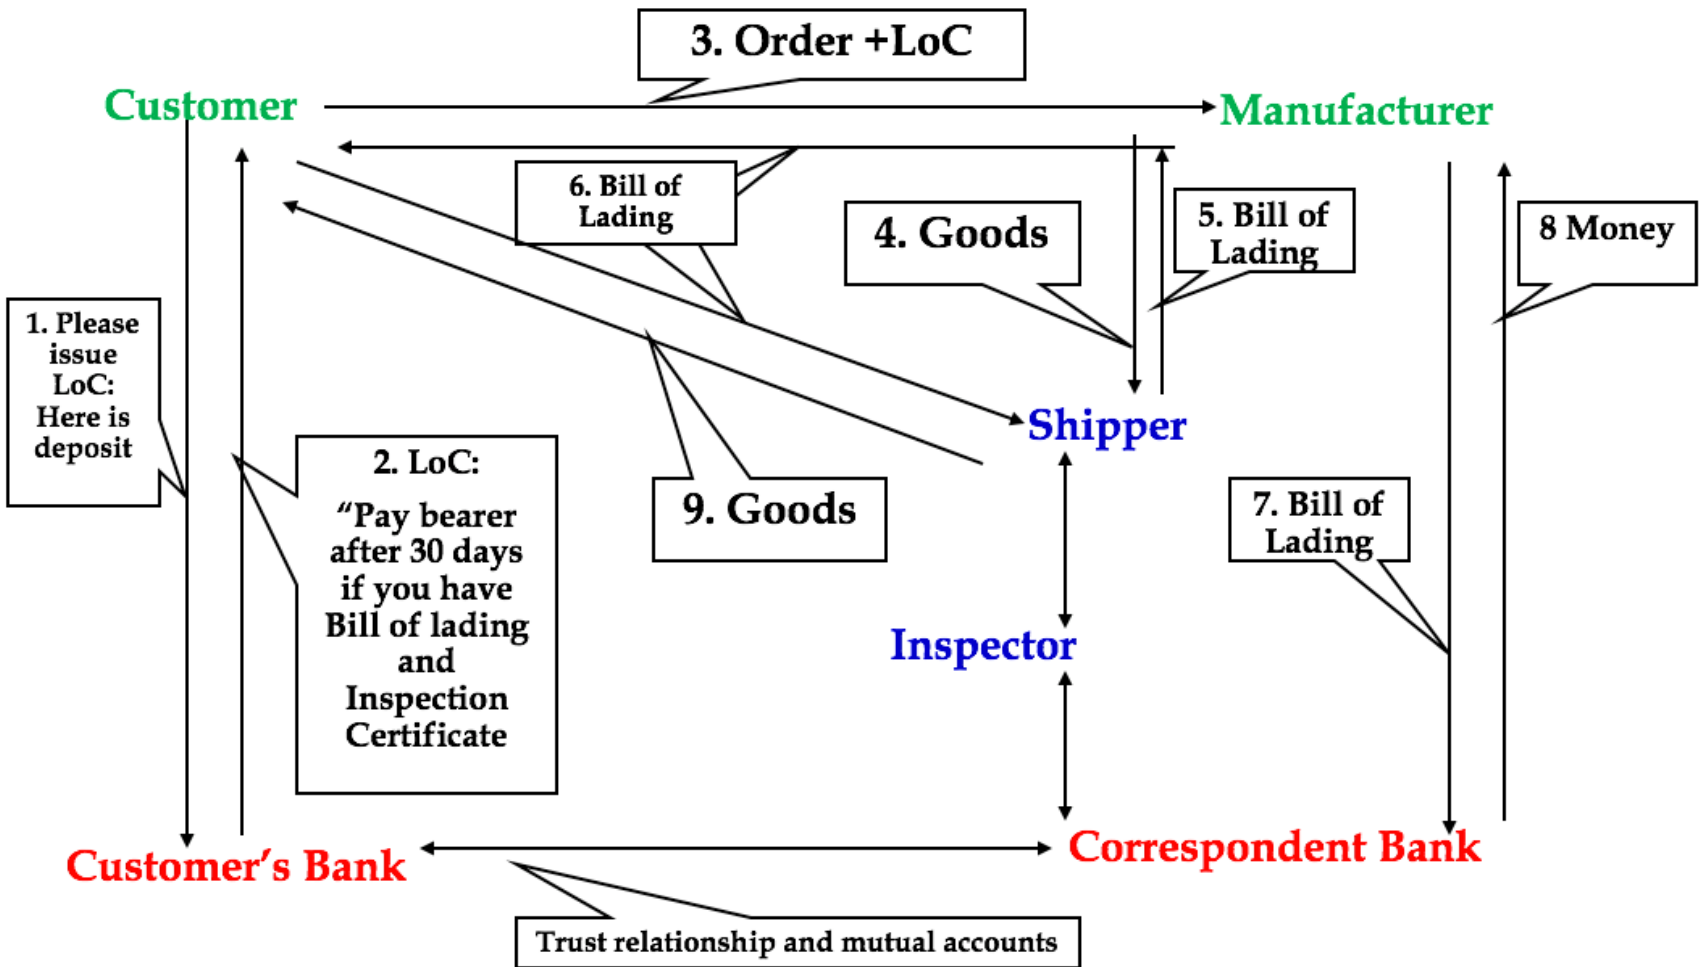 3. Order +LoC
Customer
Manufacturer
6. Bill of
Lading
4. Goods
5. Bill of
Lading
8 Money
1. Please
issue
LoC:
Here is
deposit
2. LoC:
“Pay bearer
after 30 days
if you have
Bill of lading
and
Inspection
Certificate
Shipper
9. Goods
7. Bill of
Lading
Inspector
Customer’s Bank
Correspondent Bank
Trust relationship and mutual accounts